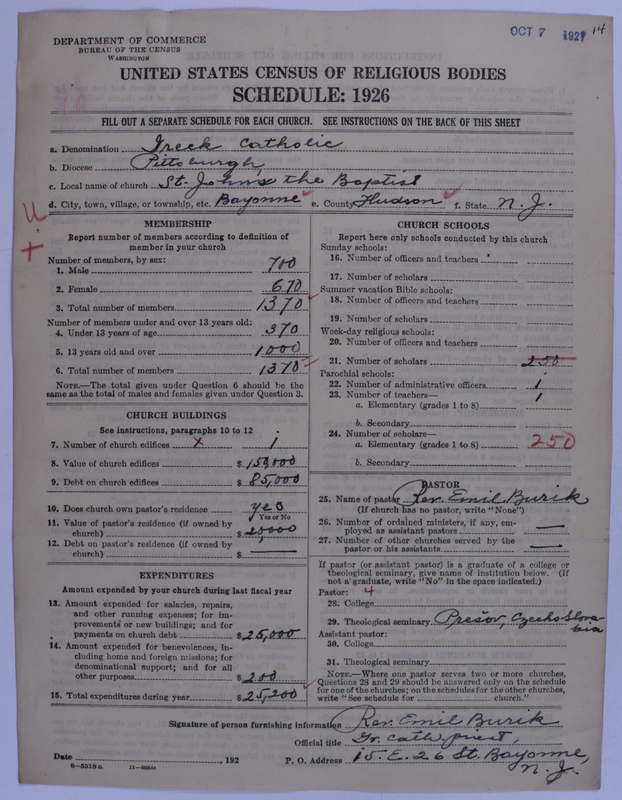 OCT 7 1927 14
DEPARTMENT OF COMMERCE
BUREAU OF THE CENSUS
WASHINGTON
UNITED STATES CENSUS OF RELIGIOUS BODIES
SCHEDULE: 1926
FILL OUT A SEPARATE SCHEDULE FOR EACH CHURCH. SEE INSTRUCTIONS ON THE BACK OF THIS SHEET
a. Denomination Greek Catholic
b. Diocese Pittsburgh,
c. Local name of church St. John's the Baptist
d. City, town, village, or township, etc. Bayonne e. County Hudson f. State N. J.
MEMBERSHIP
Report number of members according to definition of
member in your church
Number of members, by sex:
1. Male 700
2. Female 670
3. Total number of members 1370
Number of members under and over 13 years old:
4. Under 13 years of age 370
5. 13 years old and over 1000
6. Total number of members 1370
NOTE.—The total given under Question 6 should be the
same as the total of males and females given under Question 3.
CHURCH BUILDINGS
See instructions, paragraphs 10 to 12
7. Number of church edifices x 1
8. Value of church edifices $ 150,000
9. Debt on church edifices $ 85,000
10. Does church own pastor's residence yes
Yes or No
11. Value of pastor's residence (if owned by
church) $ 20000
12. Debt on pastor's residence (if owned by
church) $ —
EXPENDITURES
Amount expended by your church during last fiscal year
13. Amount expended for salaries, repairs,
and other running expenses; for im-
provements or new buildings; and for
payments on church debt $ 25,000
14. Amount expended for benevolences, in-
cluding home and foreign missions; for
denominational support; and for all
other purposes $ 200
15. Total expenditures during year $ 25,200
CHURCH SCHOOLS
Report here only schools conducted by this church
Sunday schools:
16. Number of officers and teachers
17. Number of scholars
Summer vacation Bible schools:
18. Number of officers and teachers
19. Number of scholars
Week-day religious schools:
20. Number of officers and teachers
21. Number of scholars 250
Parochial schools:
22. Number of administrative officers 1
23. Number of teachers— 1
a. Elementary (grades 1 to 8)
b. Secondary
24. Number of scholars—
a. Elementary (grades 1 to 8) 250
b. Secondary
PASTOR
25. Name of pastor Rev. Emil Burik
(If church has no pastor, write "None")
26. Number of ordained ministers, if any, em-
ployed as assistant pastors —
27. Number of other churches served by the
pastor or his assistants —
If pastor (or assistant pastor) is a graduate of a college or
theological seminary, give name of institution below. (If
not a graduate, write "No" in the space indicated.)
Pastor: 4
28. College
29. Theological seminary Prešov, Czecho Slova
kia
Assistant pastor:
30. College
31. Theological seminary
NOTE.—Where one pastor serves two or more churches,
Questions 28 and 29 should be answered only on the schedule
for one of the churches; on the schedules for the other churches,
write "See schedule for church."
Signature of person furnishing information Rev. Emil Burik
Official title Gr. Cath. priest,
Date , 192 P. O. Address 15. E. 26 St. Bayonne,
N. J.
8—5518a 11—9664